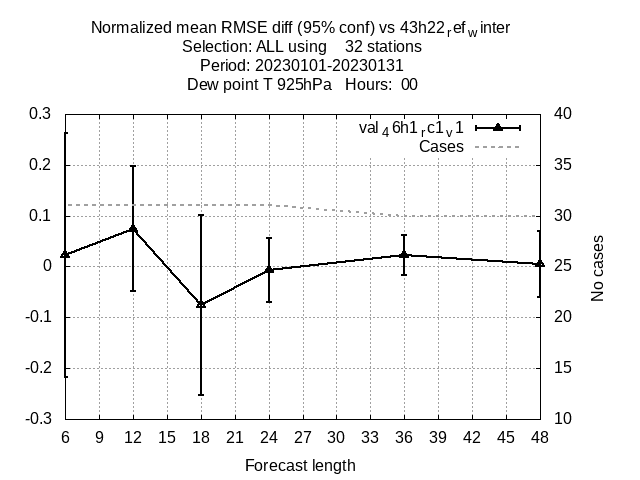 Normalized mean RMSE diff (95% conf) vs 43h22refwinter
Selection: ALL using 32 stations
Period: 20230101-20230131
Dew point T 925hPa Hours: 00
val46h1rc1v1
Cases
0.3
0.2
0.1
0
-0.1
-0.2
-0.3
40
35
30
25
20
15
10
No cases
6 9 12 15 18 21 24 27 30 33 36 39 42 45 48
Forecast length